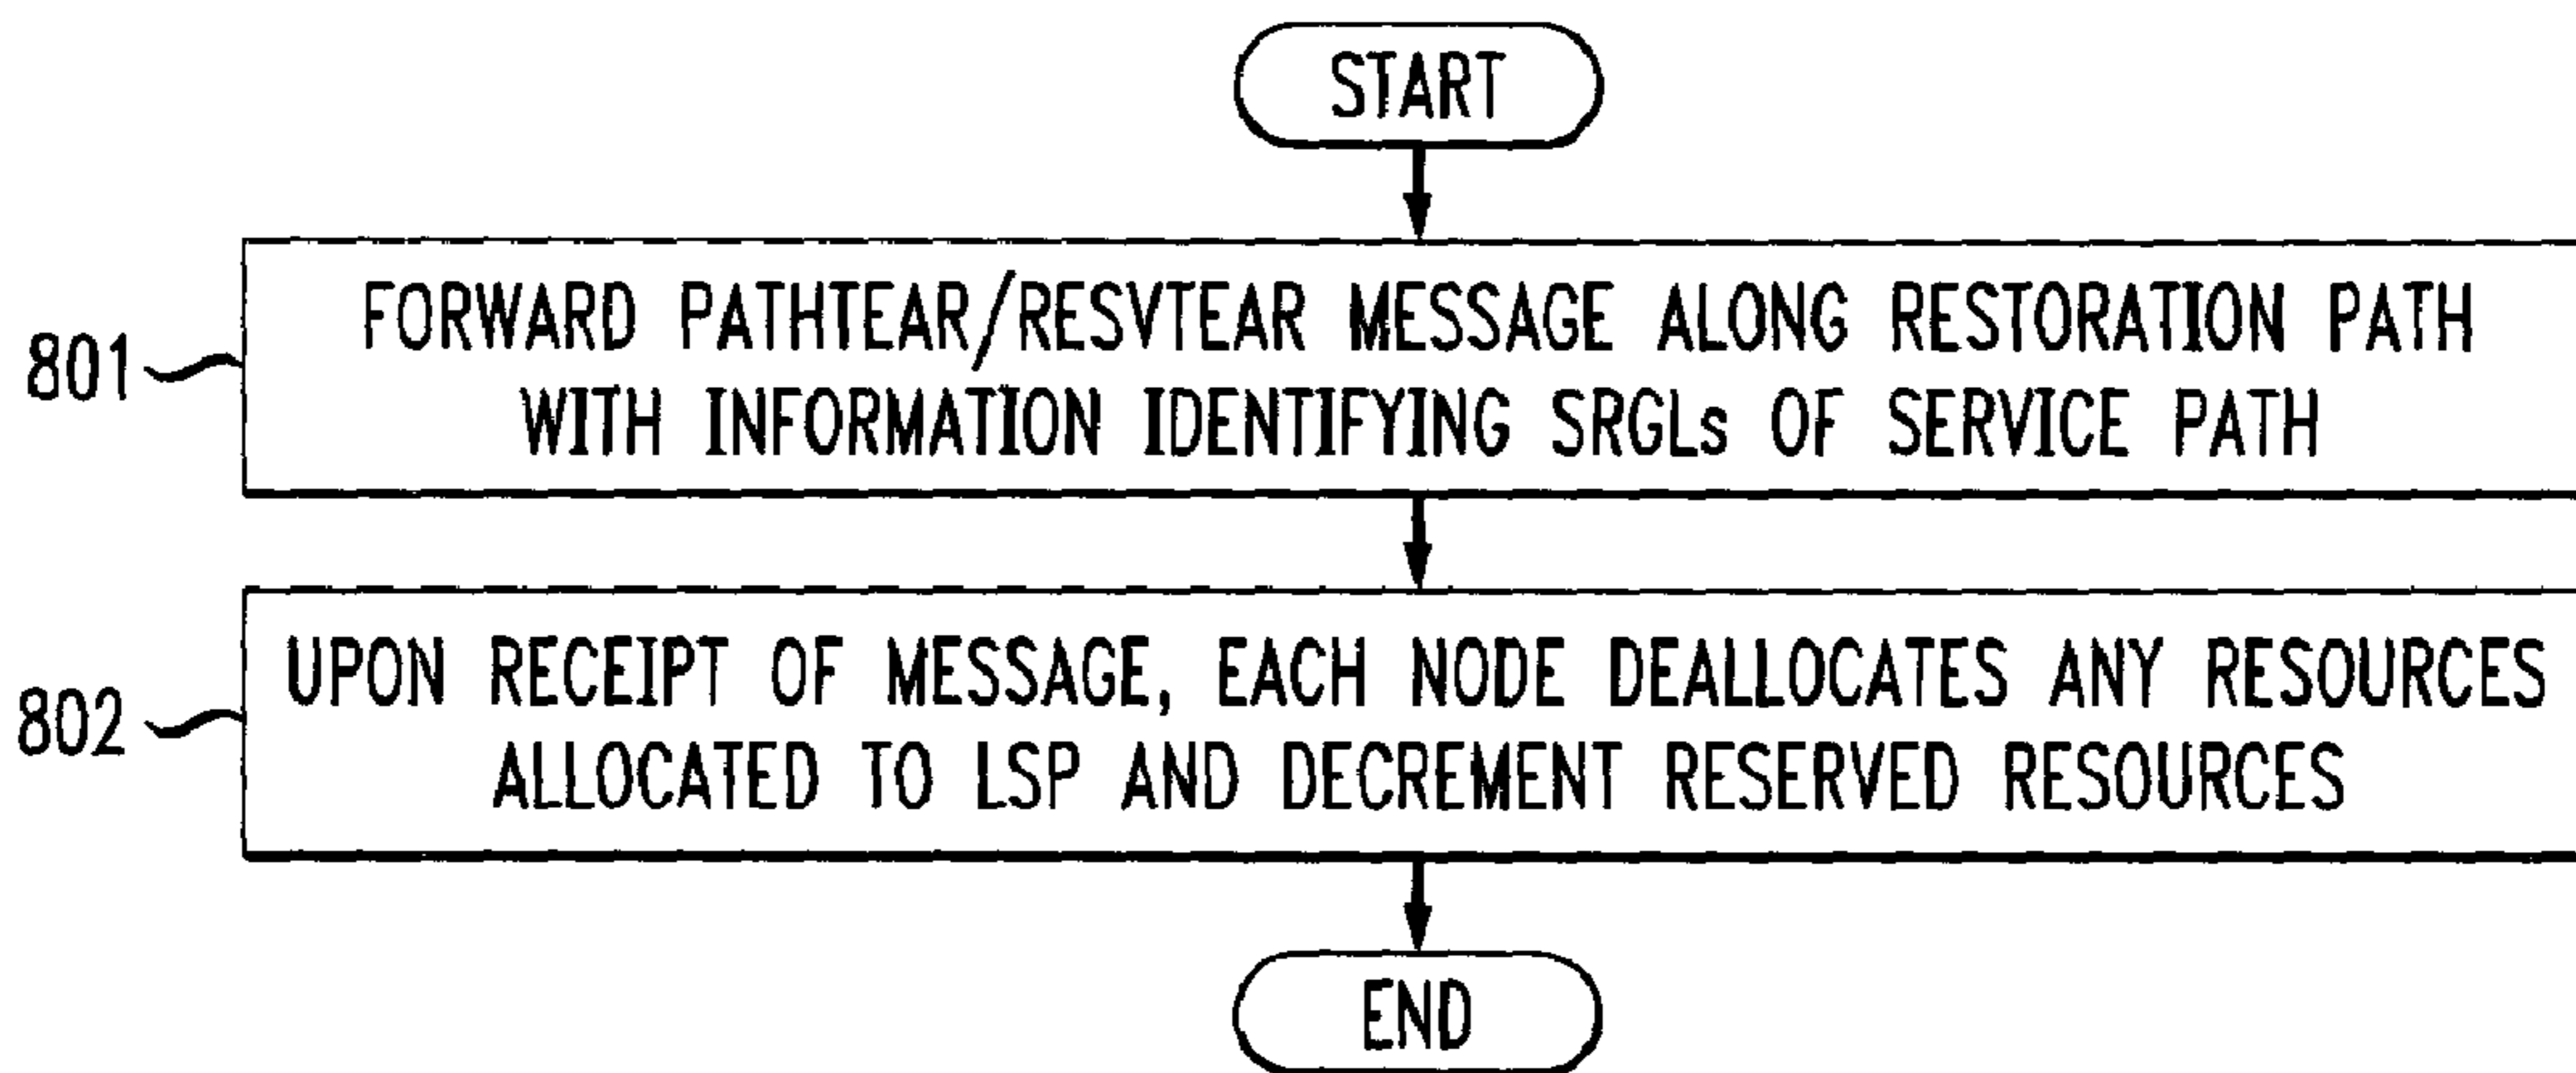 START
801
FORWARD PATHTEAR/RESVTEAR MESSAGE ALONG RESTORATION PATH
WITH INFORMATION IDENTIFYING SRGLs OF SERVICE PATH
802
UPON RECEIPT OF MESSAGE, EACH NODE DEALLOCATES ANY RESOURCES
ALLOCATED TO LSP AND DECREMENT RESERVED RESOURCES
END